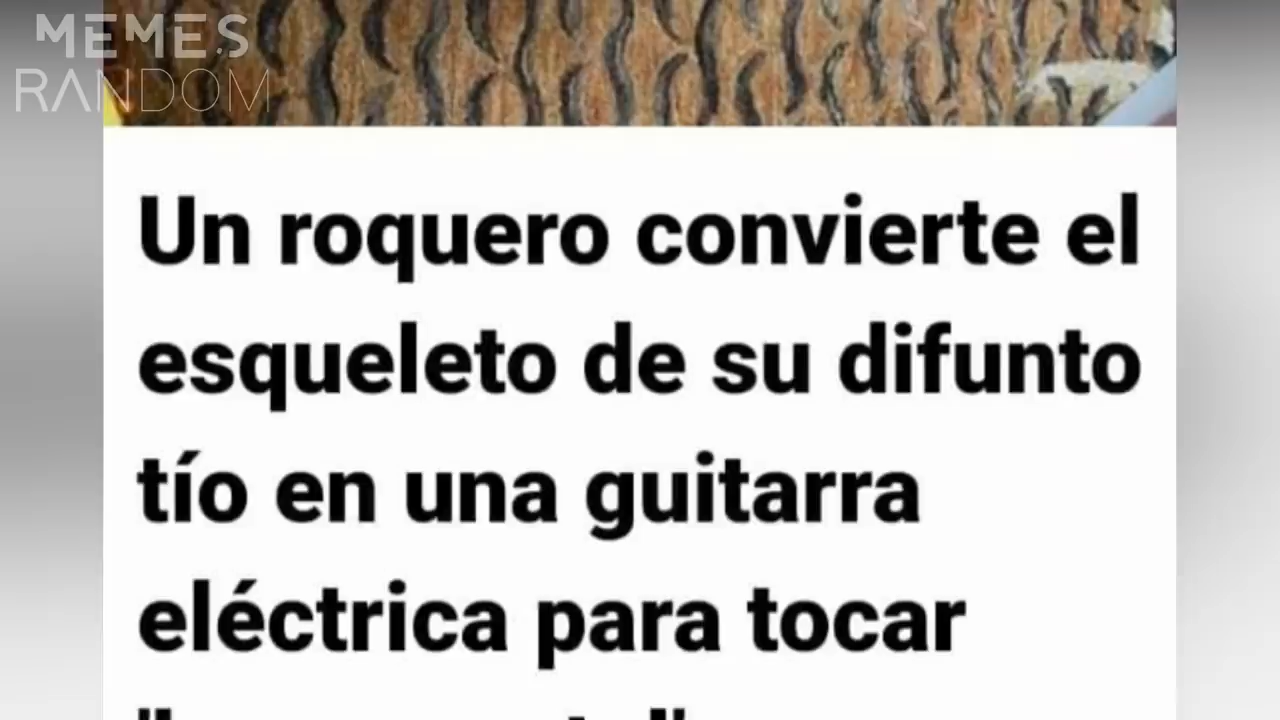 MEMES
RANDOM
Un roquero convierte el
esqueleto de su difunto
tío en una guitarra
eléctrica para tocar